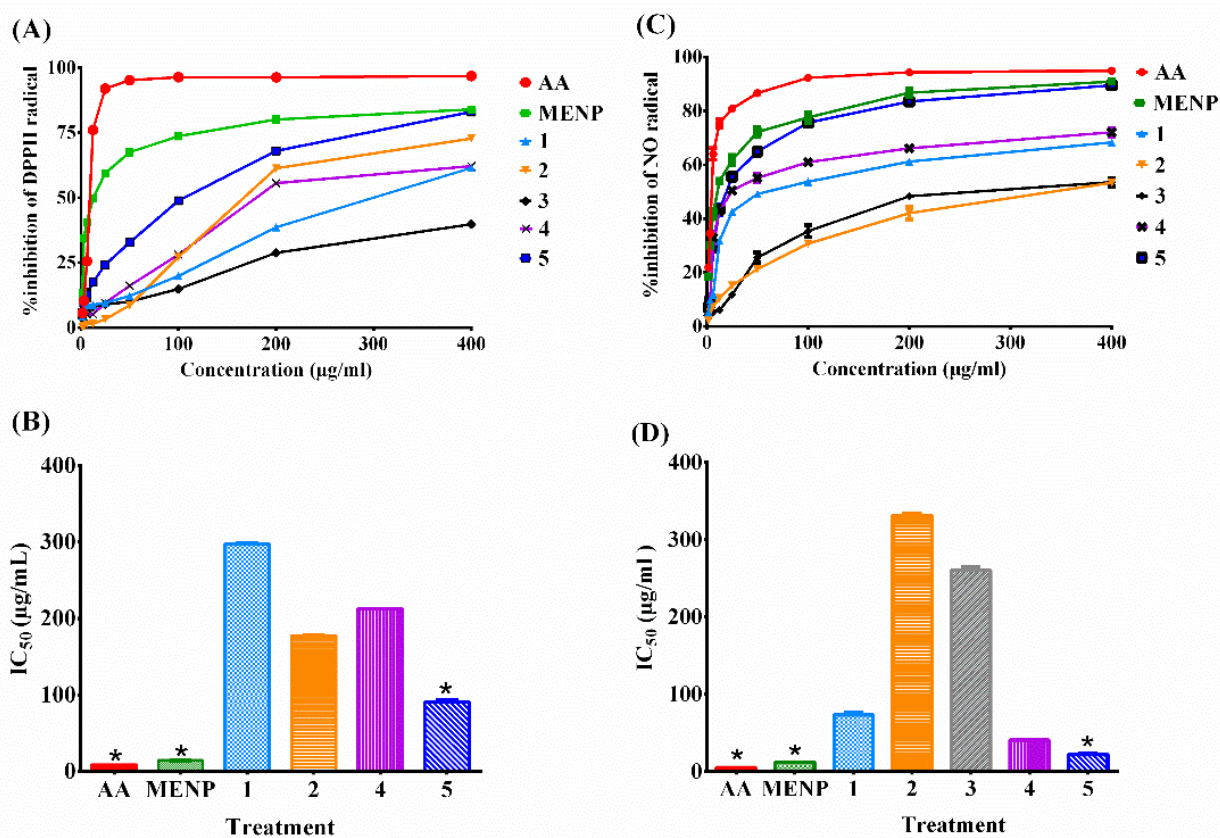 (A)
%inhibition of DPPH radical
100
75
50
25
0
0 100 200 300 400
Concentration (µg/ml)
AA
MENP
1
2
3
4
5
(C)
%inhibition of NO radical
100
80
60
40
20
0
0 100 200 300 400
Concentration (µg/ml)
AA
MENP
1
2
3
4
5
(B)
IC50 (µg/mL)
400
300
200
100
0
* * *
AA MENP 1 2 4 5
Treatment
(D)
IC50 (µg/ml )
400
300
200
100
0
* * *
AA MENP 1 2 3 4 5
Treatment